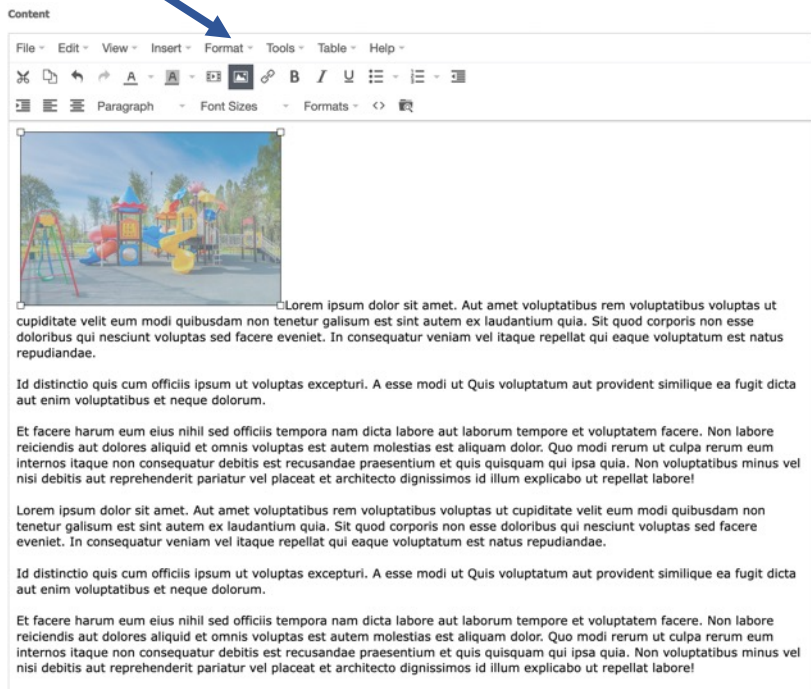 Content
File Edit View Insert Format Tools Table Help
A A B I U
Paragraph Font Sizes Formats <>
Lorem ipsum dolor sit amet. Aut amet voluptatibus rem voluptatibus voluptas ut
cupiditate velit eum modi quibusdam non tenetur galisum est sint autem ex laudantium quia. Sit quod corporis non esse
doloribus qui nesciunt voluptas sed facere eveniet. In consequatur veniam vel itaque repellat qui eaque voluptatum est natus
repudiandae.
Id distinctio quis cum officiis ipsum ut voluptas excepturi. A esse modi ut Quis voluptatum aut provident similique ea fugit dicta
aut enim voluptatibus et neque dolorum.
Et facere harum eum eius nihil sed officiis tempora nam dicta labore aut laborum tempore et voluptatem facere. Non labore
reiciendis aut dolores aliquid et omnis voluptas est autem molestias est aliquam dolor. Quo modi rerum ut culpa rerum eum
internos itaque non consequatur debitis est recusandae praesentium et quis quisquam qui ipsa quia. Non voluptatibus minus vel
nisi debitis aut reprehenderit pariatur vel placeat et architecto dignissimos id illum explicabo ut repellat labore!
Lorem ipsum dolor sit amet. Aut amet voluptatibus rem voluptatibus voluptas ut cupiditate velit eum modi quibusdam non
tenetur galisum est sint autem ex laudantium quia. Sit quod corporis non esse doloribus qui nesciunt voluptas sed facere
eveniet. In consequatur veniam vel itaque repellat qui eaque voluptatum est natus repudiandae.
Id distinctio quis cum officiis ipsum ut voluptas excepturi. A esse modi ut Quis voluptatum aut provident similique ea fugit dicta
aut enim voluptatibus et neque dolorum.
Et facere harum eum eius nihil sed officiis tempora nam dicta labore aut laborum tempore et voluptatem facere. Non labore
reiciendis aut dolores aliquid et omnis voluptas est autem molestias est aliquam dolor. Quo modi rerum ut culpa rerum eum
internos itaque non consequatur debitis est recusandae praesentium et quis quisquam qui ipsa quia. Non voluptatibus minus vel
nisi debitis aut reprehenderit pariatur vel placeat et architecto dignissimos id illum explicabo ut repellat labore!